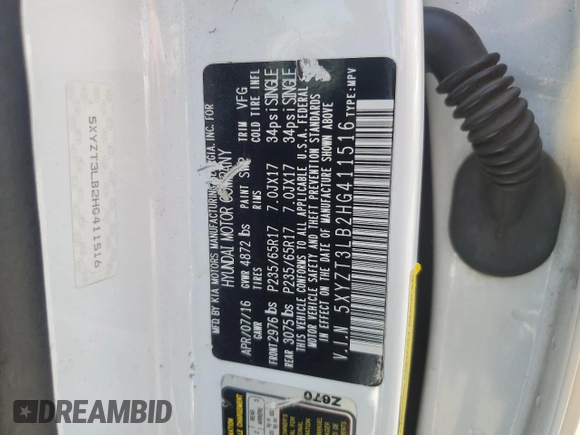 MFD BY KIA MOTORS MANUFACTURING GEORGIA, INC. FOR
HYUNDAI MOTOR COMPANY
APR/07/16 GVWR 4872 lbs PAINT SWP TRIM VFG
GAWR TIRES RIMS COLD TIRE INFL
FRONT 2976 lbs P235/65R17 7.0JX17 34psi SINGLE
REAR 3075 lbs P235/65R17 7.0JX17 34psi SINGLE
THIS VEHICLE CONFORMS TO ALL APPLICABLE U.S.A. FEDERAL
MOTOR VEHICLE SAFETY AND THEFT PREVENTION STANDARDS
IN EFFECT ON THE DATE OF MANUFACTURE SHOWN ABOVE
V.I.N 5XYZT3LB2HG411516 TYPE:MPV
5XYZT3LB2HG411516
Z670
AUTOBIDMASTER